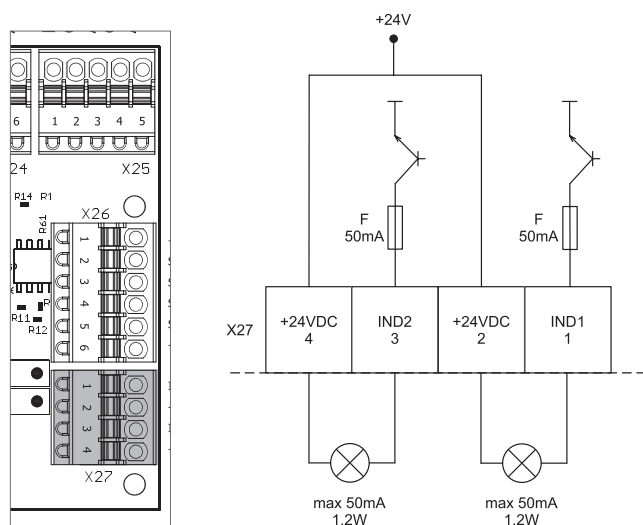 6 1 2 3 4 5
24 X25
R14 R1
X26
R61
1
2
3
4
5
6
R11
R12
1
2
3
4
X27
+24V
F
50mA
F
50mA
X27
+24VDC
4
IND2
3
+24VDC
2
IND1
1
max 50mA
1.2W
max 50mA
1.2W